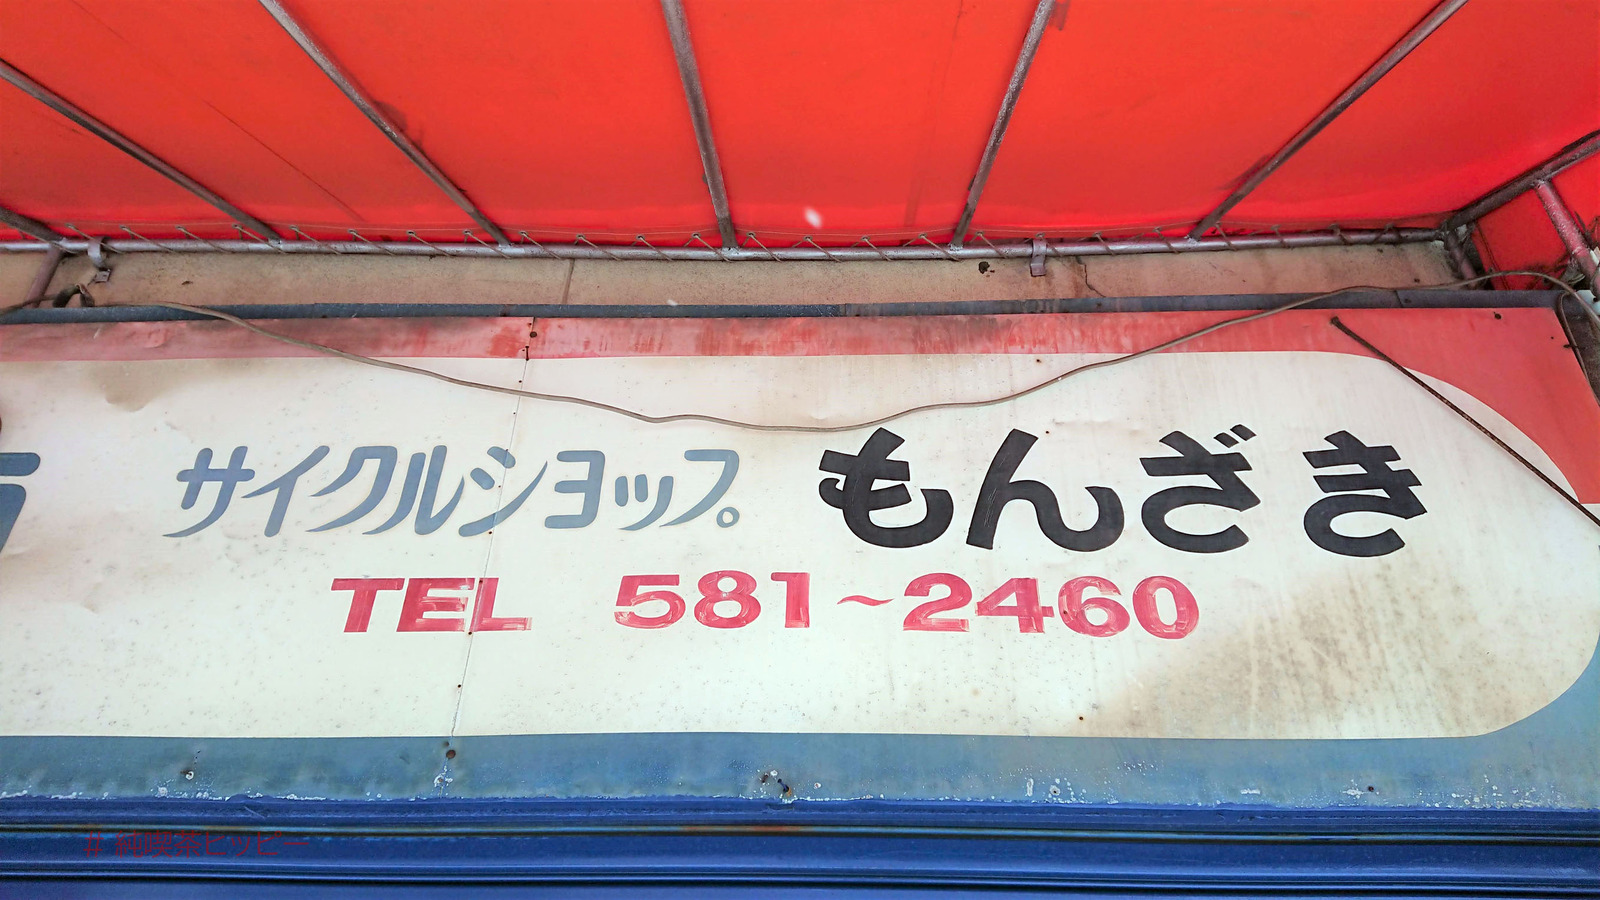 サイクルショップ もんざき
TEL 581~2460
# 純喫茶ヒッピー